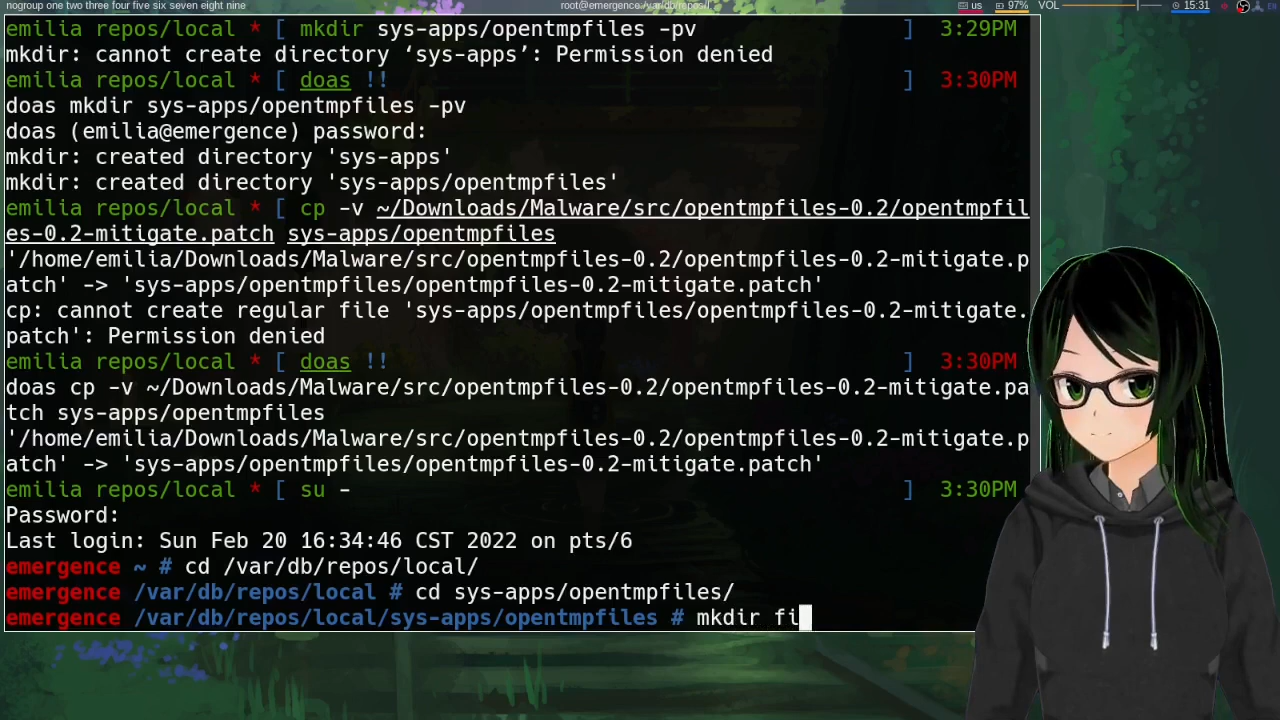 nogroup one two three four five six seven eight nine root@emergence:/var/db/repos/l us 97% VOL 15:31 EB
emilia repos/local * [ mkdir sys-apps/opentmpfiles -pv ] 3:29PM
mkdir: cannot create directory ‘sys-apps’: Permission denied
emilia repos/local * [ doas !! ] 3:30PM
doas mkdir sys-apps/opentmpfiles -pv
doas (emilia@emergence) password:
mkdir: created directory 'sys-apps'
mkdir: created directory 'sys-apps/opentmpfiles'
emilia repos/local * [ cp -v ~/Downloads/Malware/src/opentmpfiles-0.2/opentmpfil
es-0.2-mitigate.patch sys-apps/opentmpfiles
'/home/emilia/Downloads/Malware/src/opentmpfiles-0.2/opentmpfiles-0.2-mitigate.p
atch' -> 'sys-apps/opentmpfiles/opentmpfiles-0.2-mitigate.patch'
cp: cannot create regular file 'sys-apps/opentmpfiles/opentmpfiles-0.2-mitigate.
patch': Permission denied
emilia repos/local * [ doas !! ] 3:30PM
doas cp -v ~/Downloads/Malware/src/opentmpfiles-0.2/opentmpfiles-0.2-mitigate.pa
tch sys-apps/opentmpfiles
'/home/emilia/Downloads/Malware/src/opentmpfiles-0.2/opentmpfiles-0.2-mitigate.p
atch' -> 'sys-apps/opentmpfiles/opentmpfiles-0.2-mitigate.patch'
emilia repos/local * [ su - ] 3:30PM
Password:
Last login: Sun Feb 20 16:34:46 CST 2022 on pts/6
emergence ~ # cd /var/db/repos/local/
emergence /var/db/repos/local # cd sys-apps/opentmpfiles/
emergence /var/db/repos/local/sys-apps/opentmpfiles # mkdir fi